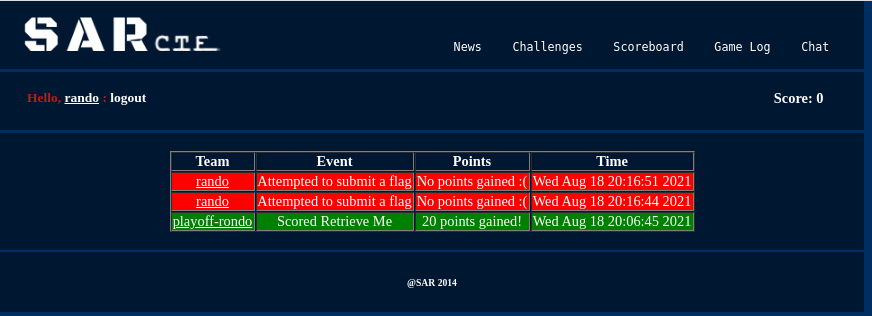 SAR CTF
News Challenges Scoreboard Game Log Chat
Hello, rando : logout Score: 0
Team Event Points Time
rando Attempted to submit a flag No points gained :( Wed Aug 18 20:16:51 2021
rando Attempted to submit a flag No points gained :( Wed Aug 18 20:16:44 2021
playoff-rondo Scored Retrieve Me 20 points gained! Wed Aug 18 20:06:45 2021
@SAR 2014